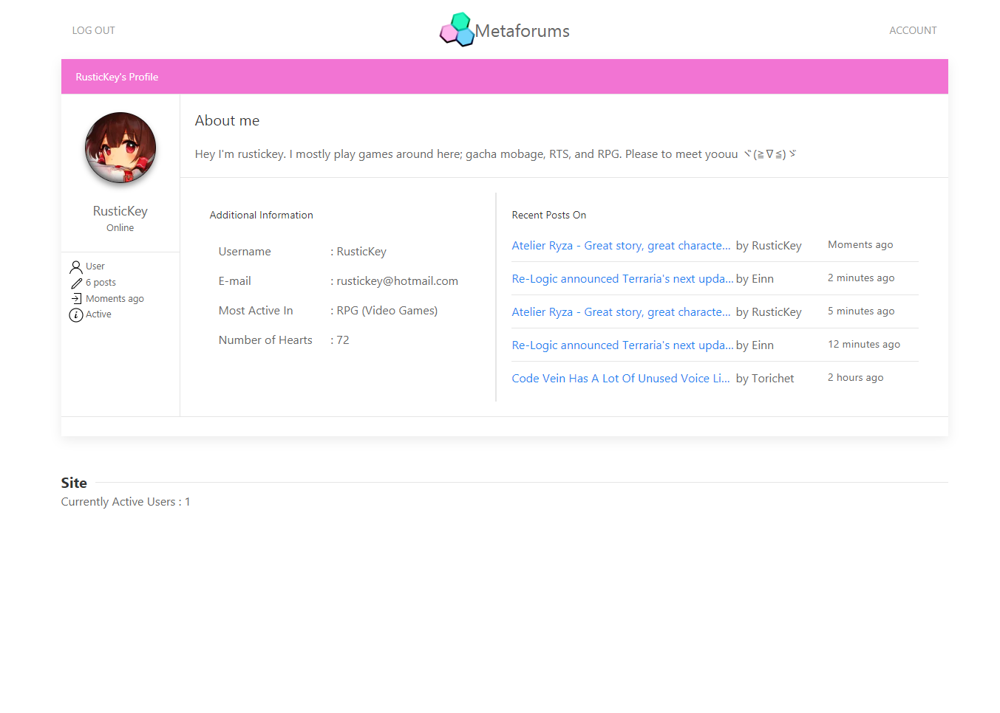 LOG OUT
Metaforums
ACCOUNT
RusticKey's Profile
RusticKey
Online
User
6 posts
Moments ago
Active
About me
Hey I'm rustickey. I mostly play games around here; gacha mobage, RTS, and RPG. Please to meet yoouu ヾ(≧∇≦)ゞ
Additional Information
Username : RusticKey
E-mail : rustickey@hotmail.com
Most Active In : RPG (Video Games)
Number of Hearts : 72
Recent Posts On
Atelier Ryza - Great story, great characte... by RusticKey Moments ago
Re-Logic announced Terraria's next upda... by Einn 2 minutes ago
Atelier Ryza - Great story, great characte... by RusticKey 5 minutes ago
Re-Logic announced Terraria's next upda... by Einn 12 minutes ago
Code Vein Has A Lot Of Unused Voice Li... by Torichet 2 hours ago
Site
Currently Active Users : 1